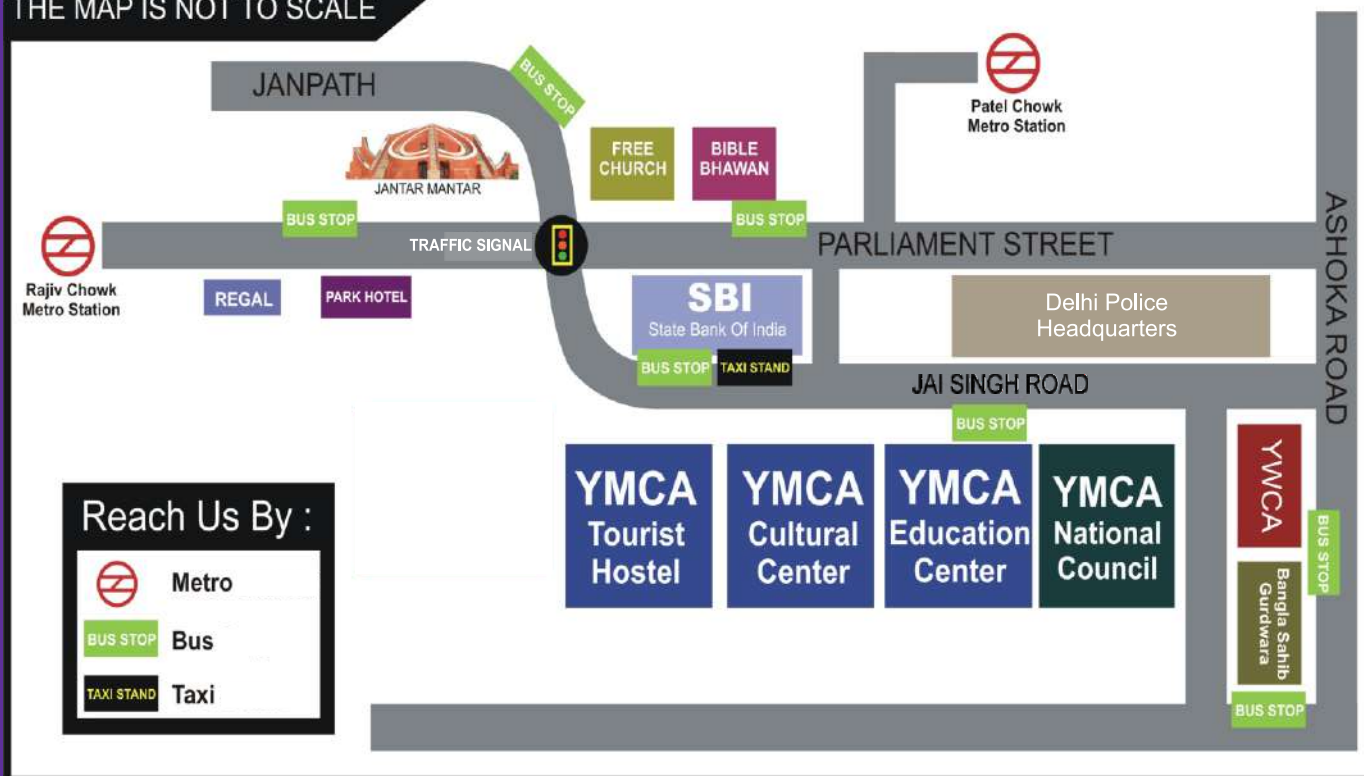 THE MAP IS NOT TO SCALE
JANPATH
BUS STOP
Patel Chowk
Metro Station
FREE
CHURCH
BIBLE
BHAWAN
JANTAR MANTAR
BUS STOP
BUS STOP
TRAFFIC SIGNAL
PARLIAMENT STREET
ASHOKA ROAD
Rajiv Chowk
Metro Station
REGAL
PARK HOTEL
SBI
State Bank Of India
Delhi Police
Headquarters
BUS STOP
TAXI STAND
JAI SINGH ROAD
BUS STOP
YMCA
Tourist
Hostel
YMCA
Cultural
Center
YMCA
Education
Center
YMCA
National
Council
YWCA
BUS STOP
Bangla Sahib
Gurdwara
BUS STOP
Reach Us By :
Metro
BUS STOP
Bus
TAXI STAND
Taxi